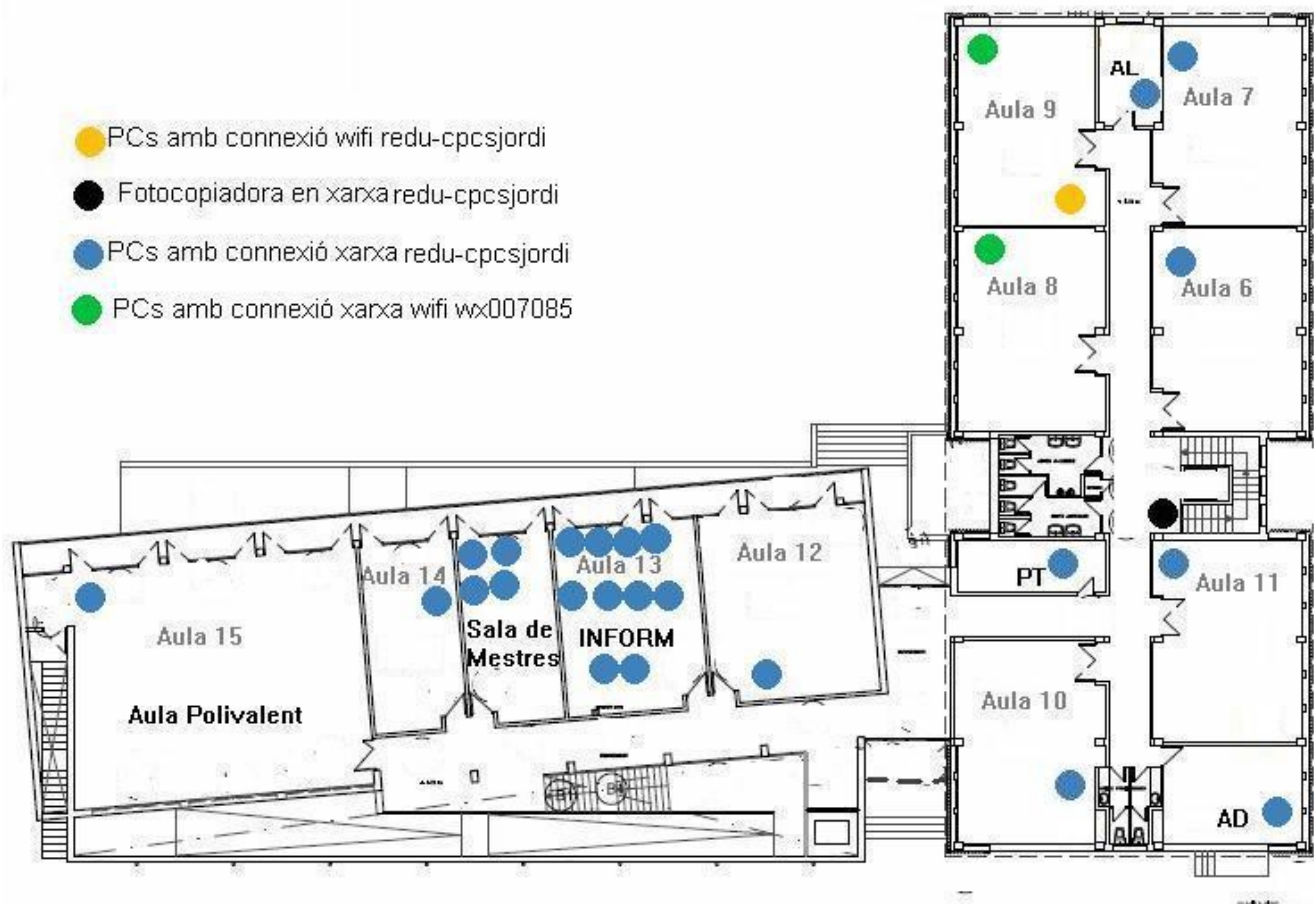 PCs amb connexió wifi redu-cpcsjordi
Fotocopiadora en xarxa redu-cpcsjordi
PCs amb connexió xarxa redu-cpcsjordi
PCs amb connexió xarxa wifi wx007085
AL
Aula 9
Aula 7
Aula 8
Aula 6
Aula 12
Aula 13
Aula 14
PT
Aula 11
Aula 15
Sala de
Mestres
INFORM
Aula 10
Aula Polivalent
AD